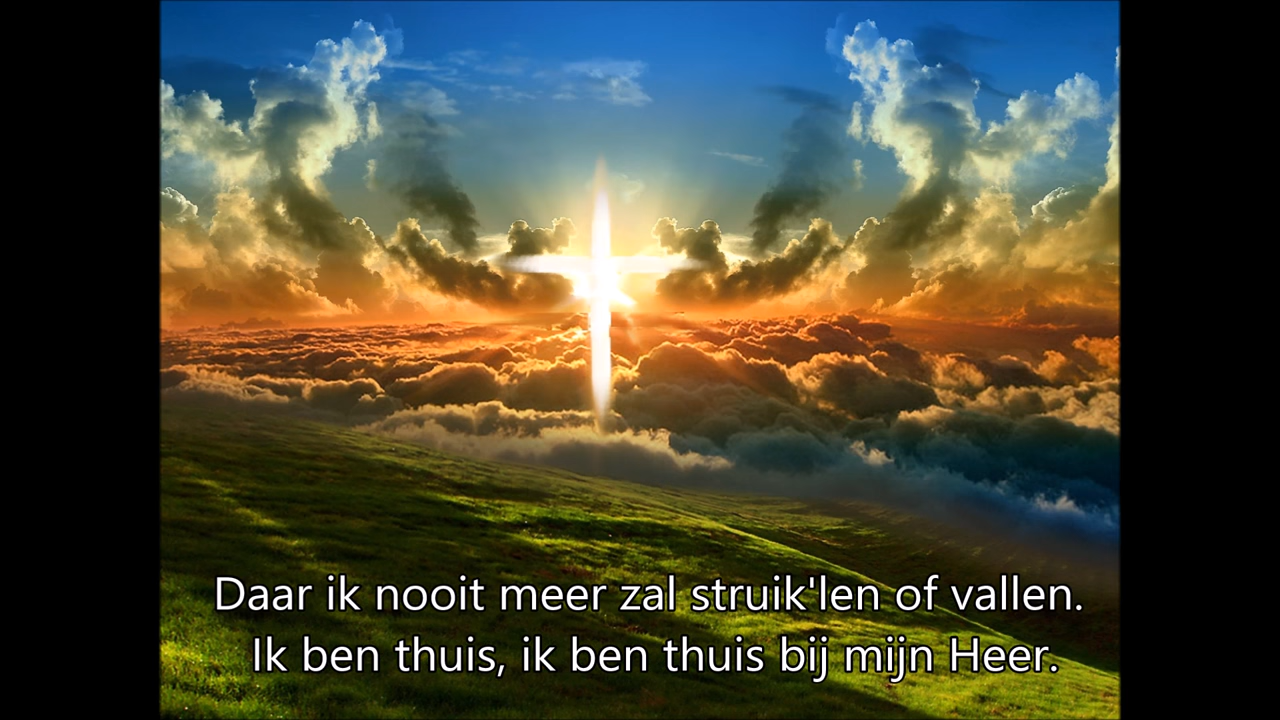 Daar ik nooit meer zal struik'len of vallen.
Ik ben thuis, ik ben thuis bij mijn Heer.